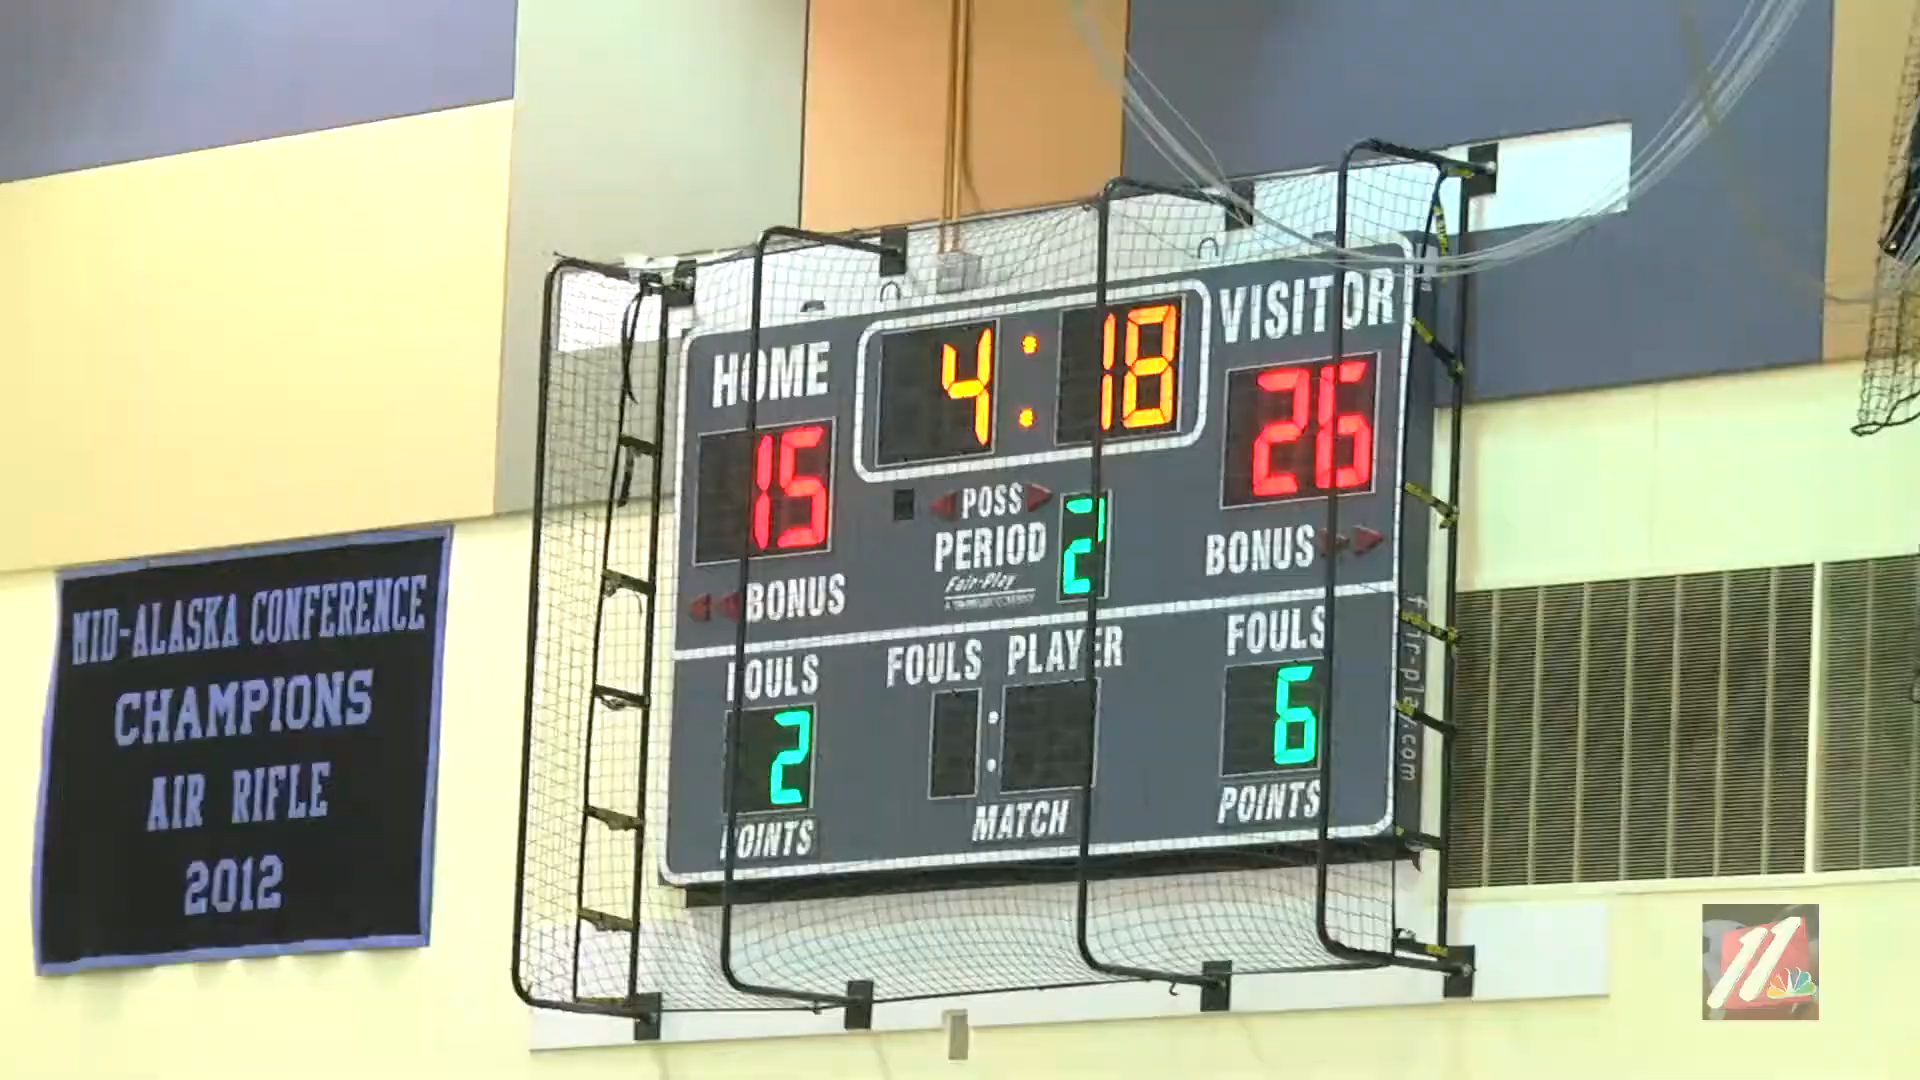 MID-ALASKA CONFERENCE
CHAMPIONS
AIR RIFLE
2012
HOME
4:18
VISITOR
15
26
POSS
PERIOD 2
Fair-Play
BONUS
BONUS
FOULS
FOULS PLAYER
FOULS
2
:
6
POINTS
MATCH
POINTS
fair-play.com
11